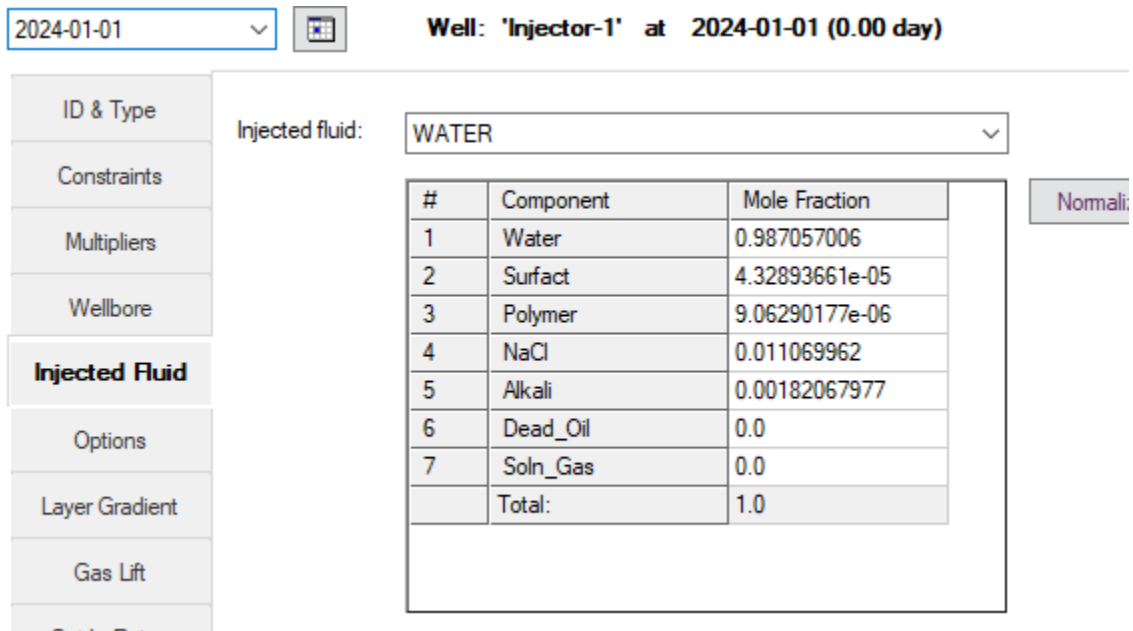 2024-01-01
Well: 'Injector-1' at 2024-01-01 (0.00 day)
ID & Type
Constraints
Multipliers
Wellbore
Injected Fluid
Options
Layer Gradient
Gas Lift
Injected fluid: WATER
# Component Mole Fraction
1 Water 0.987057006
2 Surfact 4.32893661e-05
3 Polymer 9.06290177e-06
4 NaCl 0.011069962
5 Alkali 0.00182067977
6 Dead_Oil 0.0
7 Soln_Gas 0.0
Total: 1.0